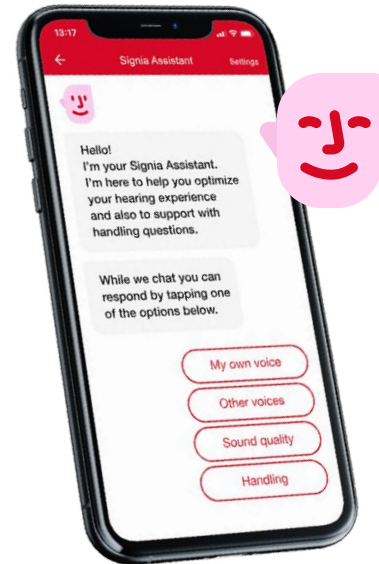 13:17
Signia Assistant
Settings
Hello!
I'm your Signia Assistant.
I'm here to help you optimize
your hearing experience
and also to support with
handling questions.
While we chat you can
respond by tapping one
of the options below.
My own voice
Other voices
Sound quality
Handling